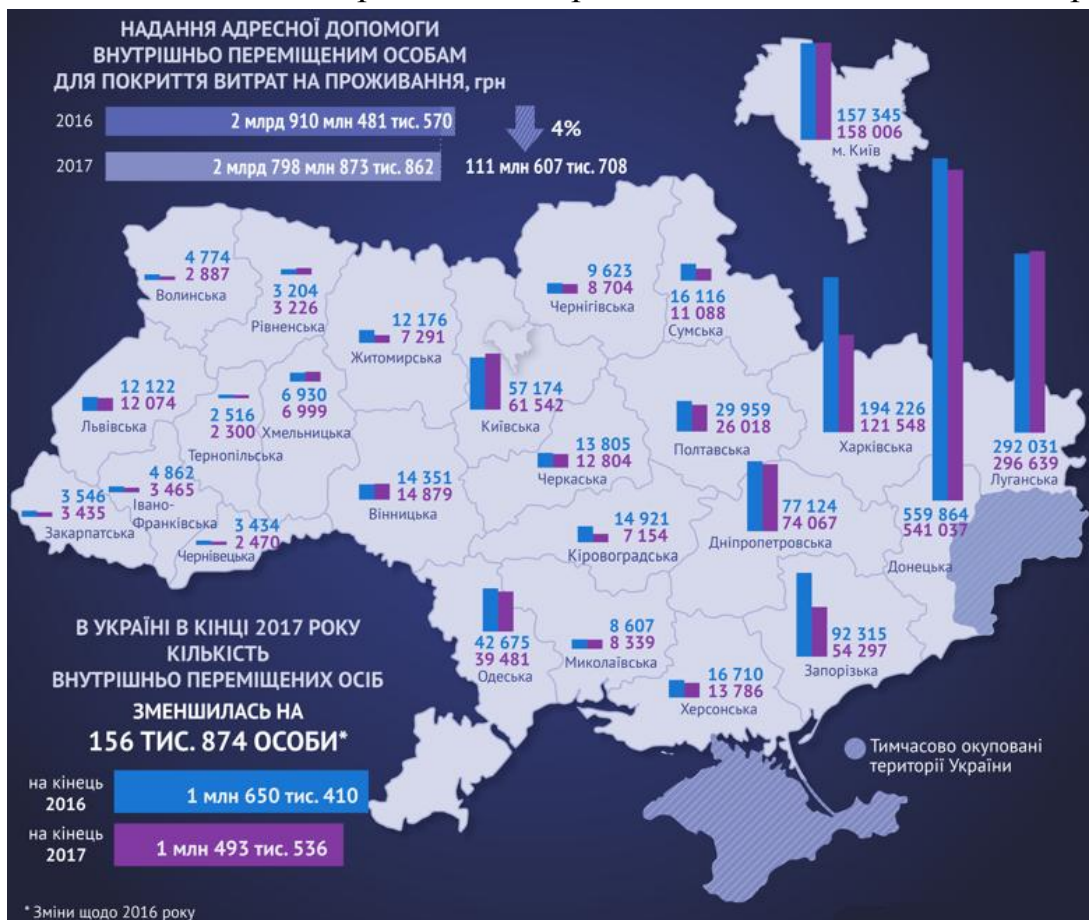 НАДАННЯ АДРЕСНОЇ ДОПОМОГИ
ВНУТРІШНЬО ПЕРЕМІЩЕНИМ ОСОБАМ
ДЛЯ ПОКРИТТЯ ВИТРАТ НА ПРОЖИВАННЯ, грн
2016
2 млрд 910 млн 481 тис. 570
4%
2017
2 млрд 798 млн 873 тис. 862
111 млн 607 тис. 708
157 345
158 006
м. Київ
4 774
2 887
Волинська
3 204
3 226
Рівненська
12 176
7 291
Житомирська
9 623
8 704
Чернігівська
16 116
11 088
Сумська
12 122
12 074
Львівська
2 516
2 300
Тернопільська
6 930
6 999
Хмельницька
57 174
61 542
Київська
13 805
12 804
Черкаська
29 959
26 018
Полтавська
194 226
121 548
Харківська
292 031
296 639
Луганська
3 546
3 435
Закарпатська
4 862
3 465
Івано-
Франківська
3 434
2 470
Чернівецька
14 351
14 879
Вінницька
14 921
7 154
Кіровоградська
77 124
74 067
Дніпропетровська
559 864
541 037
Донецька
42 675
39 481
Одеська
8 607
8 339
Миколаївська
16 710
13 786
Херсонська
92 315
54 297
Запорізька
В УКРАЇНІ В КІНЦІ 2017 РОКУ
КІЛЬКІСТЬ
ВНУТРІШНЬО ПЕРЕМІЩЕНИХ ОСІБ
ЗМЕНШИЛАСЬ НА
156 ТИС. 874 ОСОБИ*
на кінець
2016
1 млн 650 тис. 410
на кінець
2017
1 млн 493 тис. 536
Тимчасово окуповані
території України
* Зміни щодо 2016 року